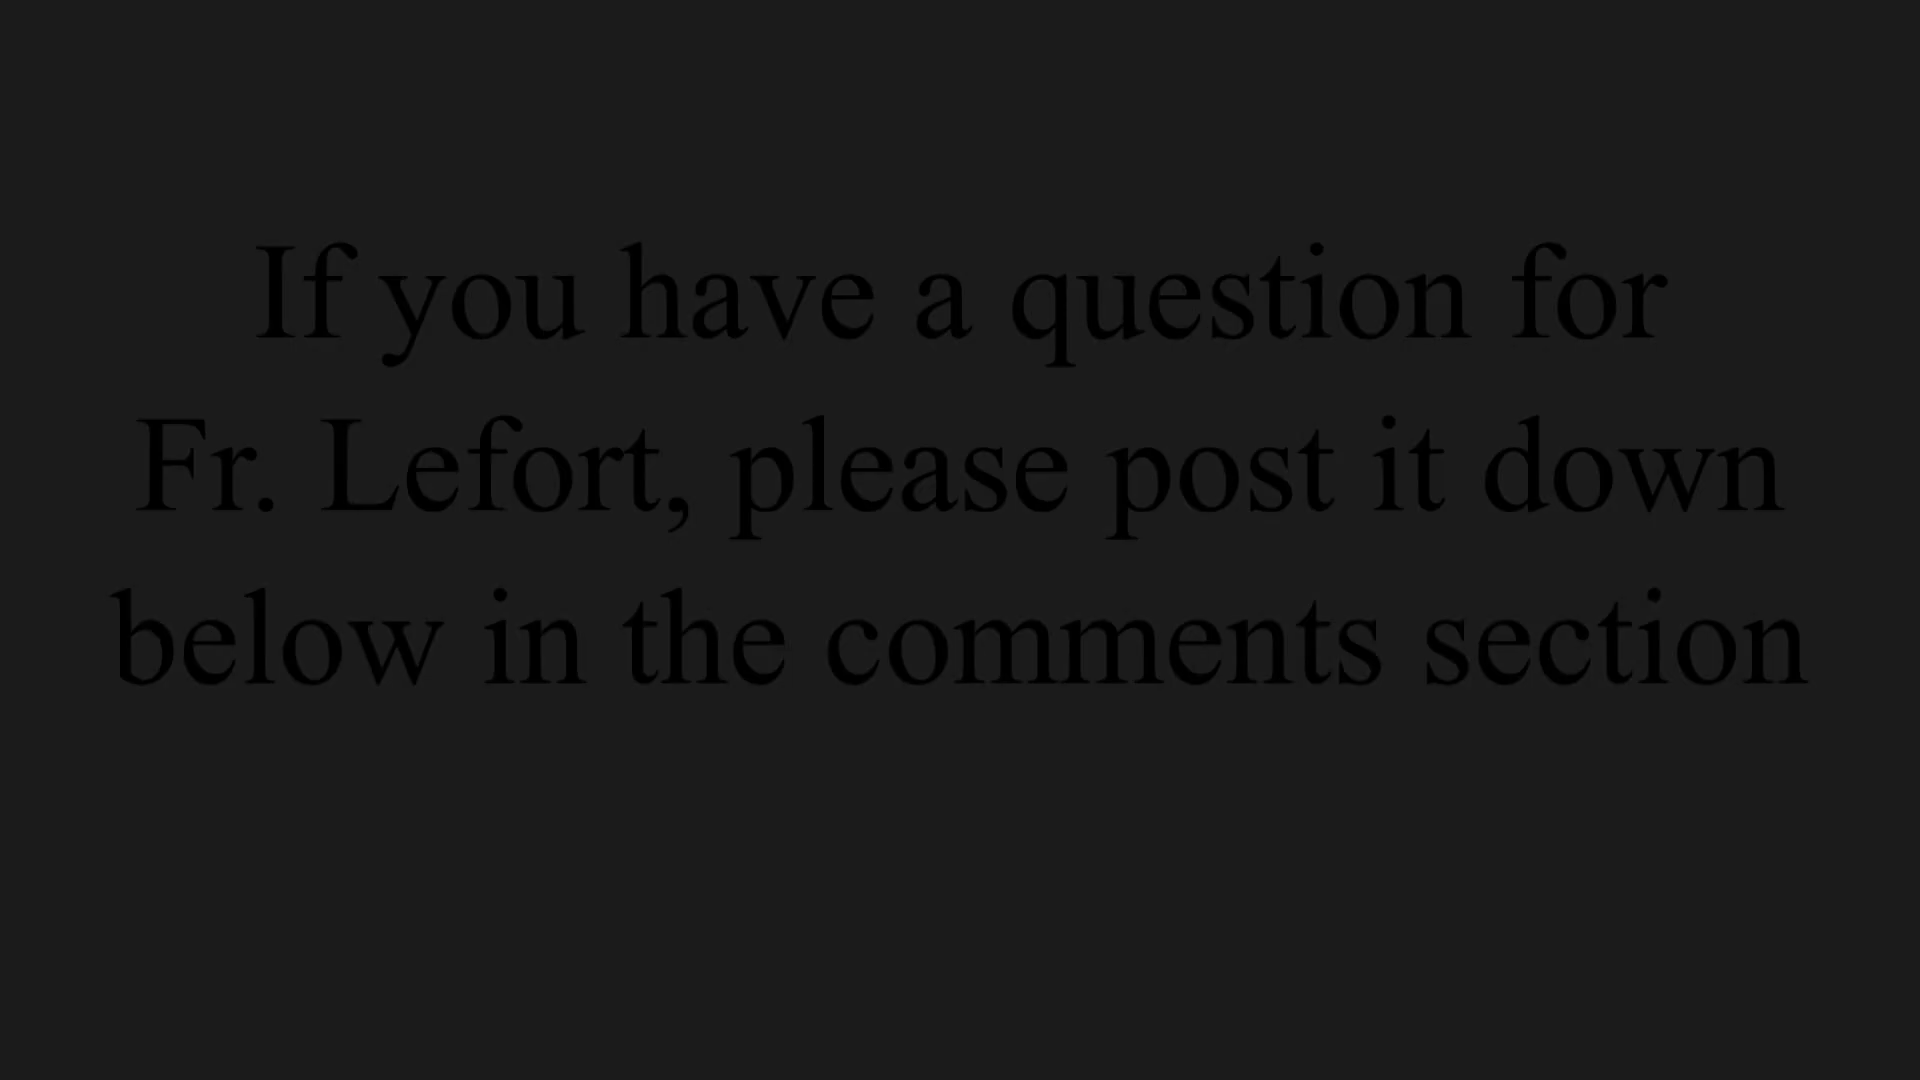 If you have a question for
Fr. Lefort, please post it down
below in the comments section